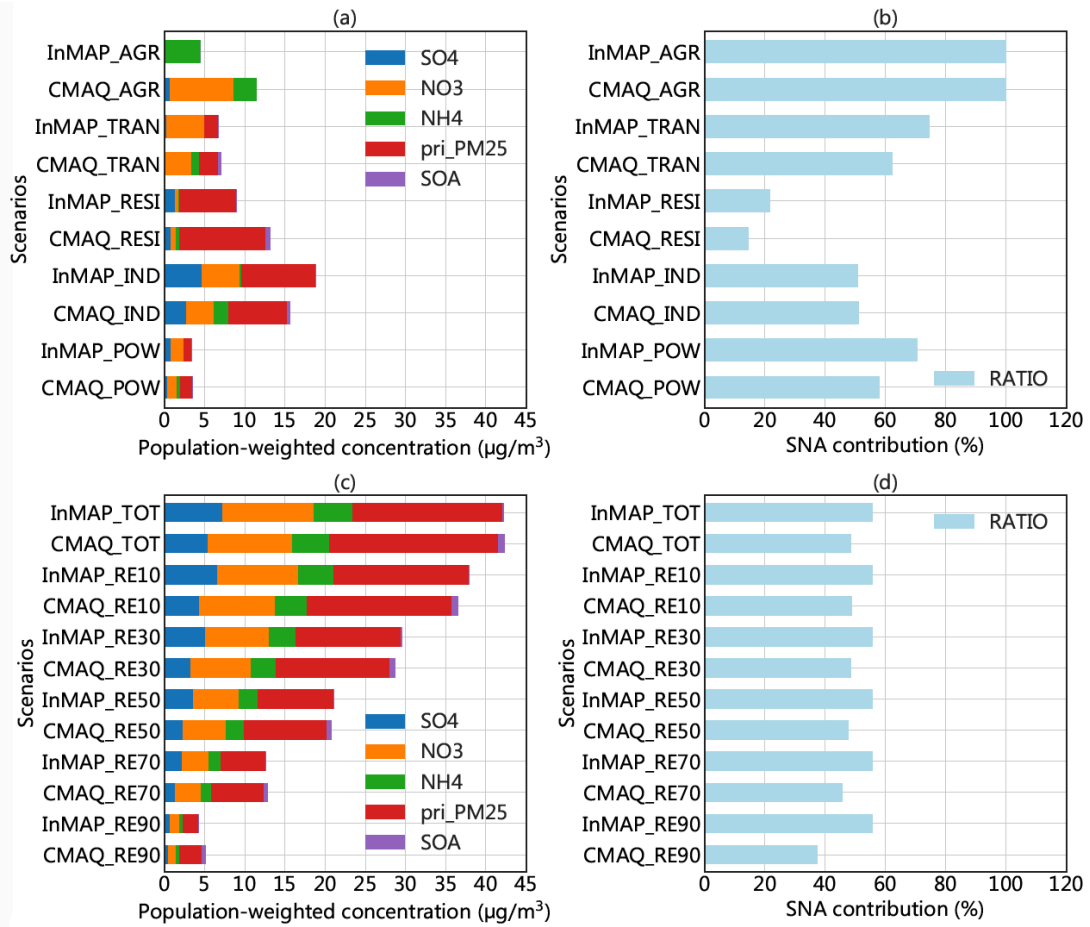 (a)
InMAP_AGR
CMAQ_AGR
InMAP_TRAN
CMAQ_TRAN
InMAP_RESI
CMAQ_RESI
InMAP_IND
CMAQ_IND
InMAP_POW
CMAQ_POW
Scenarios
SO4
NO3
NH4
pri_PM25
SOA
0 5 10 15 20 25 30 35 40 45
Population-weighted concentration (μg/m³)
(b)
InMAP_AGR
CMAQ_AGR
InMAP_TRAN
CMAQ_TRAN
InMAP_RESI
CMAQ_RESI
InMAP_IND
CMAQ_IND
InMAP_POW
CMAQ_POW
Scenarios
RATIO
0 20 40 60 80 100 120
SNA contribution (%)
(c)
InMAP_TOT
CMAQ_TOT
InMAP_RE10
CMAQ_RE10
InMAP_RE30
CMAQ_RE30
InMAP_RE50
CMAQ_RE50
InMAP_RE70
CMAQ_RE70
InMAP_RE90
CMAQ_RE90
Scenarios
SO4
NO3
NH4
pri_PM25
SOA
0 5 10 15 20 25 30 35 40 45
Population-weighted concentration (μg/m³)
(d)
InMAP_TOT
CMAQ_TOT
InMAP_RE10
CMAQ_RE10
InMAP_RE30
CMAQ_RE30
InMAP_RE50
CMAQ_RE50
InMAP_RE70
CMAQ_RE70
InMAP_RE90
CMAQ_RE90
Scenarios
RATIO
0 20 40 60 80 100 120
SNA contribution (%)